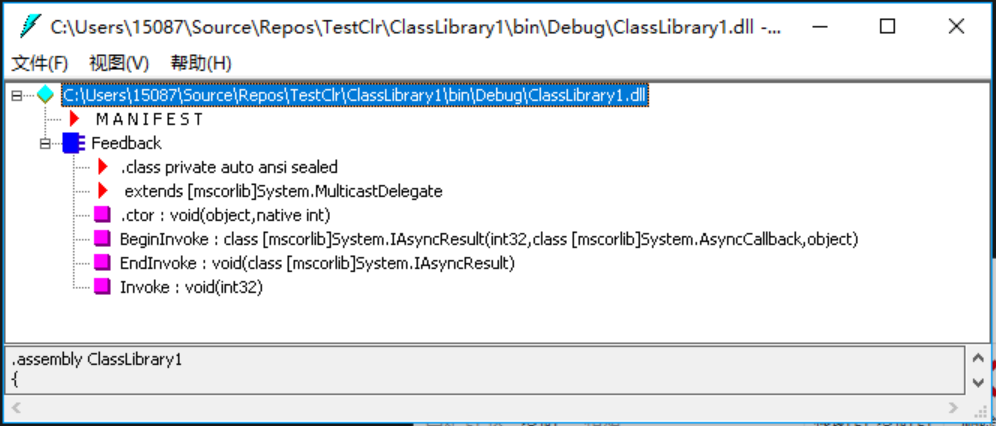 C:\Users\15087\Source\Repos\TestClr\ClassLibrary1\bin\Debug\ClassLibrary1.dll -...
文件(F) 视图(V) 帮助(H)
C:\Users\15087\Source\Repos\TestClr\ClassLibrary1\bin\Debug\ClassLibrary1.dll
M A N I F E S T
Feedback
.class private auto ansi sealed
extends [mscorlib]System.MulticastDelegate
.ctor : void(object,native int)
BeginInvoke : class [mscorlib]System.IAsyncResult(int32,class [mscorlib]System.AsyncCallback,object)
EndInvoke : void(class [mscorlib]System.IAsyncResult)
Invoke : void(int32)
.assembly ClassLibrary1
{